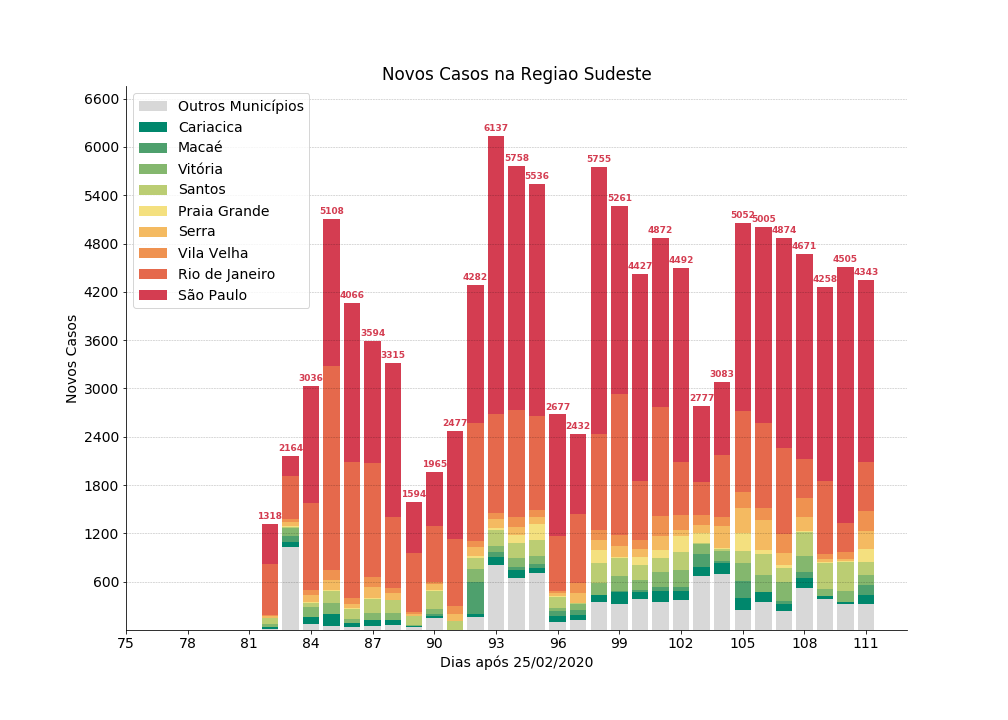 Novos Casos na Regiao Sudeste
Novos Casos
6600
6000
5400
4800
4200
3600
3000
2400
1800
1200
600
Outros Municípios
Cariacica
Macaé
Vitória
Santos
Praia Grande
Serra
Vila Velha
Rio de Janeiro
São Paulo
1318
2164
3036
5108
4066
3594
3315
1594
1965
2477
4282
6137
5758
5536
2677
2432
5755
5261
4427
4872
4492
2777
3083
5052
5005
4874
4671
4258
4505
4343
75 78 81 84 87 90 93 96 99 102 105 108 111
Dias após 25/02/2020